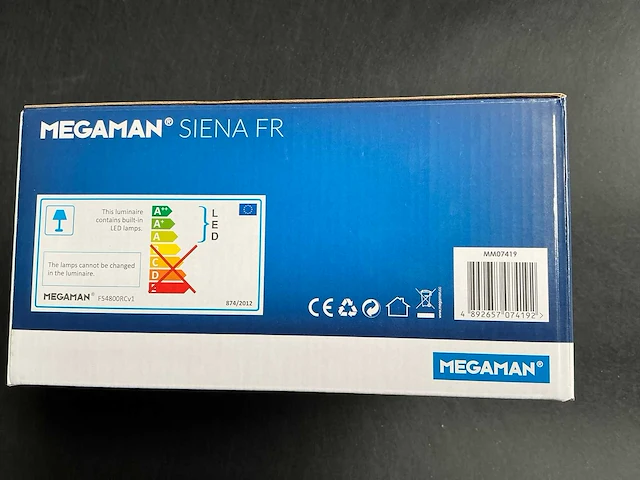 MEGAMAN® SIENA FR
This luminaire
contains built-in
LED lamps.
A++
A+
A
C
D
E
L
E
D
The lamps cannot be changed
in the luminaire.
MEGAMAN® F54800RCv1
874/2012
CE
MM07419
4 892657 074192 >
MEGAMAN®